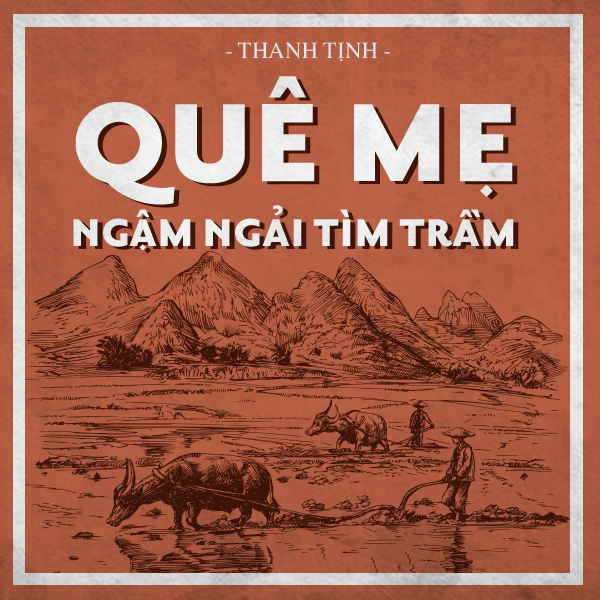 - THANH TỊNH -
QUÊ MẸ
NGẬM NGẢI TÌM TRẦM